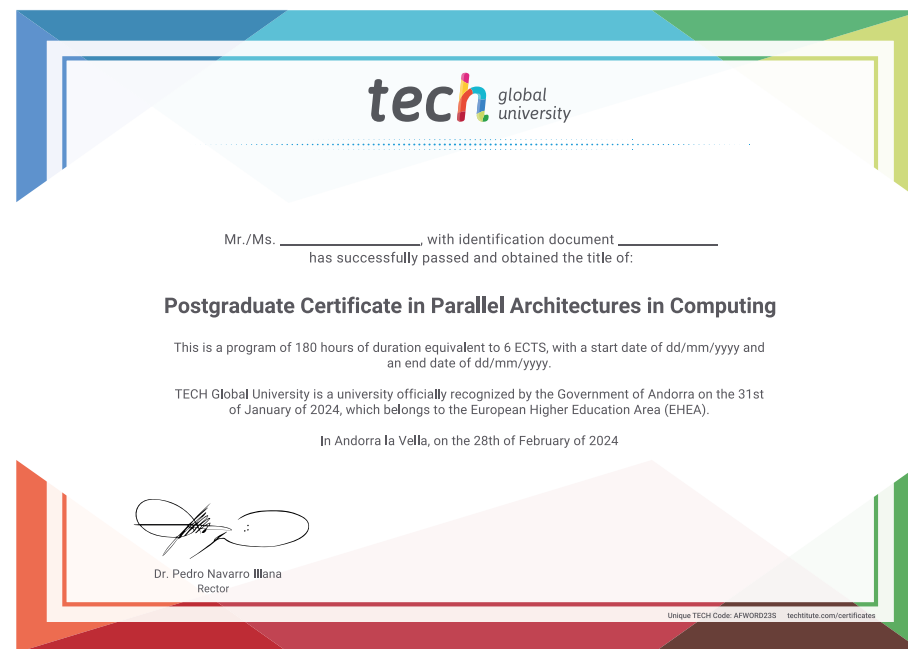 tech global university
Mr./Ms. ____________, with identification document ____________
has successfully passed and obtained the title of:
Postgraduate Certificate in Parallel Architectures in Computing
This is a program of 180 hours of duration equivalent to 6 ECTS, with a start date of dd/mm/yyyy and
an end date of dd/mm/yyyy.
TECH Global University is a university officially recognized by the Government of Andorra on the 31st
of January of 2024, which belongs to the European Higher Education Area (EHEA).
In Andorra la Vella, on the 28th of February of 2024
Dr. Pedro Navarro Illana
Rector
Unique TECH Code: AFWORD23S techtitute.com/certificates